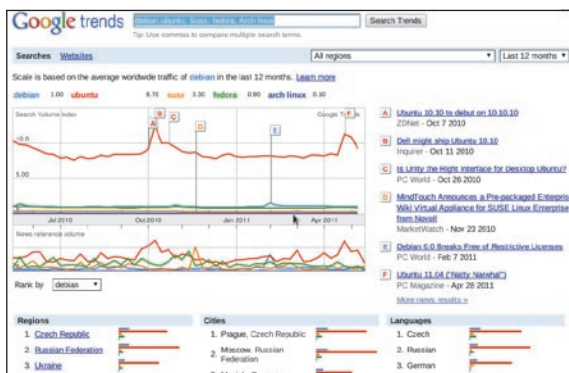 Google trends
debian,ubuntu, Suse, fedora, Arch linux
Search Trends
Tip: Use commas to compare multiple search terms.
Searches Websites
All regions
Last 12 months
Scale is based on the average worldwide traffic of debian in the last 12 months. Learn more
debian 1.00 ubuntu 8.76 suse 3.30 fedora 0.90 arch linux 0.10
Search Volume index
Google Trends
A
B
C
D
E
F
5.00
0
Jul 2010 Oct 2010 Jan 2011 Apr 2011
News reference volume
0
Rank by debian
A Ubuntu 10.10 to debut on 10.10.10
ZDNet - Oct 7 2010
B Dell might ship Ubuntu 10.10
Inquirer - Oct 11 2010
C Is Unity the Right Interface for Desktop Ubuntu?
PC World - Oct 26 2010
D MindTouch Announces a Pre-packaged Enterprise
Wiki Virtual Appliance for SUSE Linux Enterprise
from Novell
MarketWatch - Nov 23 2010
E Debian 6.0 Breaks Free of Restrictive Licenses
PC World - Feb 7 2011
F Ubuntu 11.04 ("Natty Narwhal")
PC Magazine - Apr 28 2011
More news results »
Regions
1. Czech Republic
2. Russian Federation
3. Ukraine
Cities
1. Prague, Czech Republic
2. Moscow, Russian
Federation
Languages
1. Czech
2. Russian
3. German